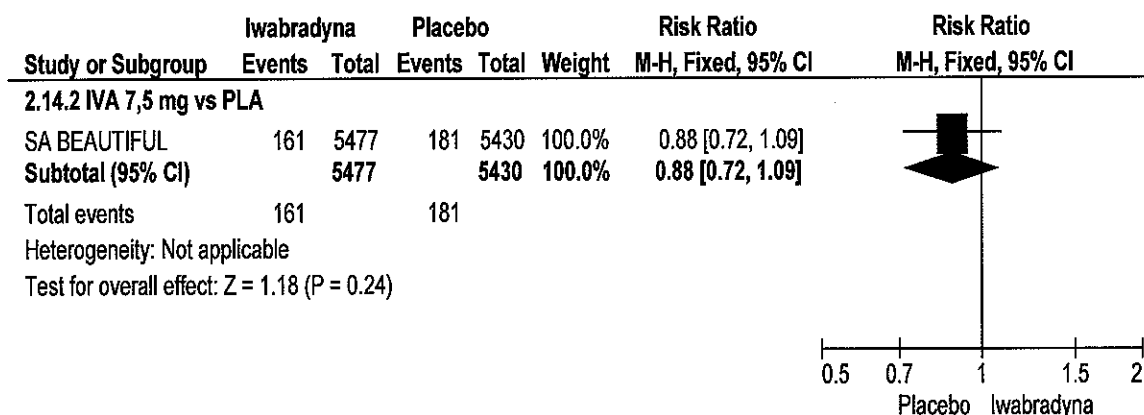 Iwabradyna Placebo Risk Ratio Risk Ratio
Study or Subgroup Events Total Events Total Weight M-H, Fixed, 95% CI M-H, Fixed, 95% CI
2.14.2 IVA 7,5 mg vs PLA
SA BEAUTIFUL 161 5477 181 5430 100.0% 0.88 [0.72, 1.09]
Subtotal (95% CI) 5477 5430 100.0% 0.88 [0.72, 1.09]
Total events 161 181
Heterogeneity: Not applicable
Test for overall effect: Z = 1.18 (P = 0.24)
0.5 0.7 1 1.5 2
Placebo Iwabradyna